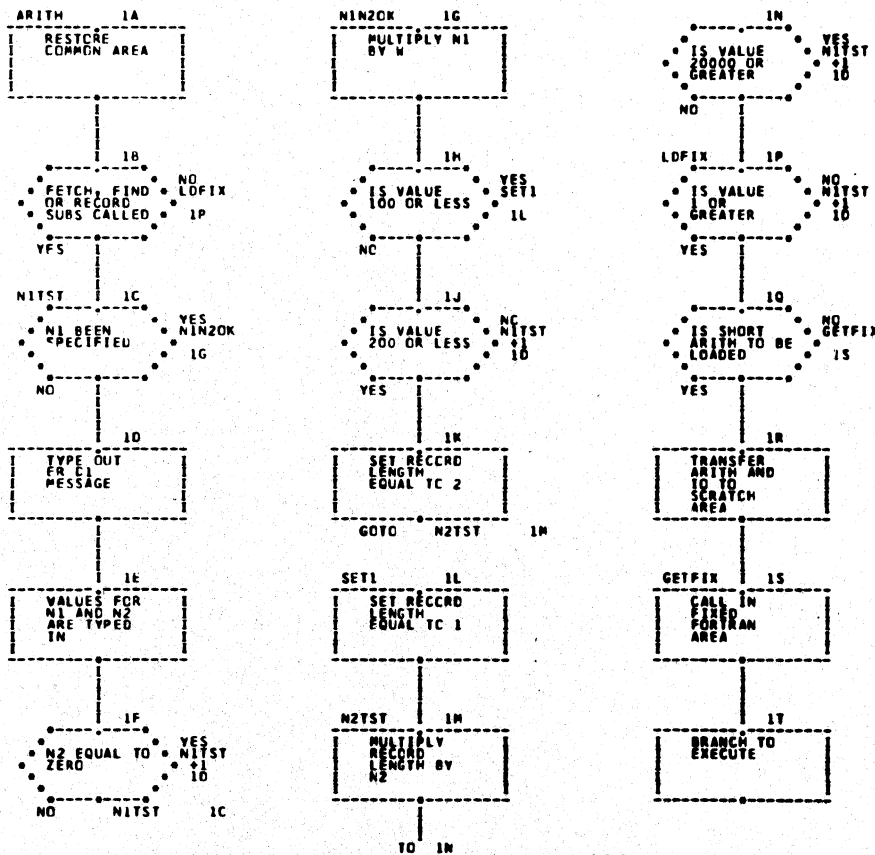 ARITH 1A
RESTORE
COMMON AREA
1B
FETCH, FIND
OR RECORD
SUBS CALLED
NO
LDFIX
1P
YES
N1TST 1C
N1 BEEN
SPECIFIED
YES
N1N2OK
1G
NO
1D
TYPE OUT
ER C1
MESSAGE
1E
VALUES FOR
N1 AND N2
ARE TYPED
IN
1F
N2 EQUAL TO
ZERO
YES
N1TST
+1
1D
NO N1TST 1C
N1N2OK 1G
MULTIPLY N1
BY W
1H
IS VALUE
100 OR LESS
YES
SET1
1L
NO
1J
IS VALUE
200 OR LESS
NO
N1TST
+1
1D
YES
1K
SET RECORD
LENGTH
EQUAL TO 2
GOTO N2TST 1M
SET1 1L
SET RECORD
LENGTH
EQUAL TO 1
N2TST 1M
MULTIPLY
RECORD
LENGTH BY
N2
TO 1N
1N
IS VALUE
20000 OR
GREATER
YES
N1TST
+1
1D
NO
LDFIX 1P
IS VALUE
1 OR
GREATER
NO
N1TST
+1
1D
YES
1Q
IS SHORT
ARITH TO BE
LOADED
NO
GETFIX
1S
YES
1R
TRANSFER
ARITH AND
IO TO
SCRATCH
AREA
GETFIX 1S
CALL IN
FIXED
FORTRAN
AREA
1T
BRANCH TO
EXECUTE